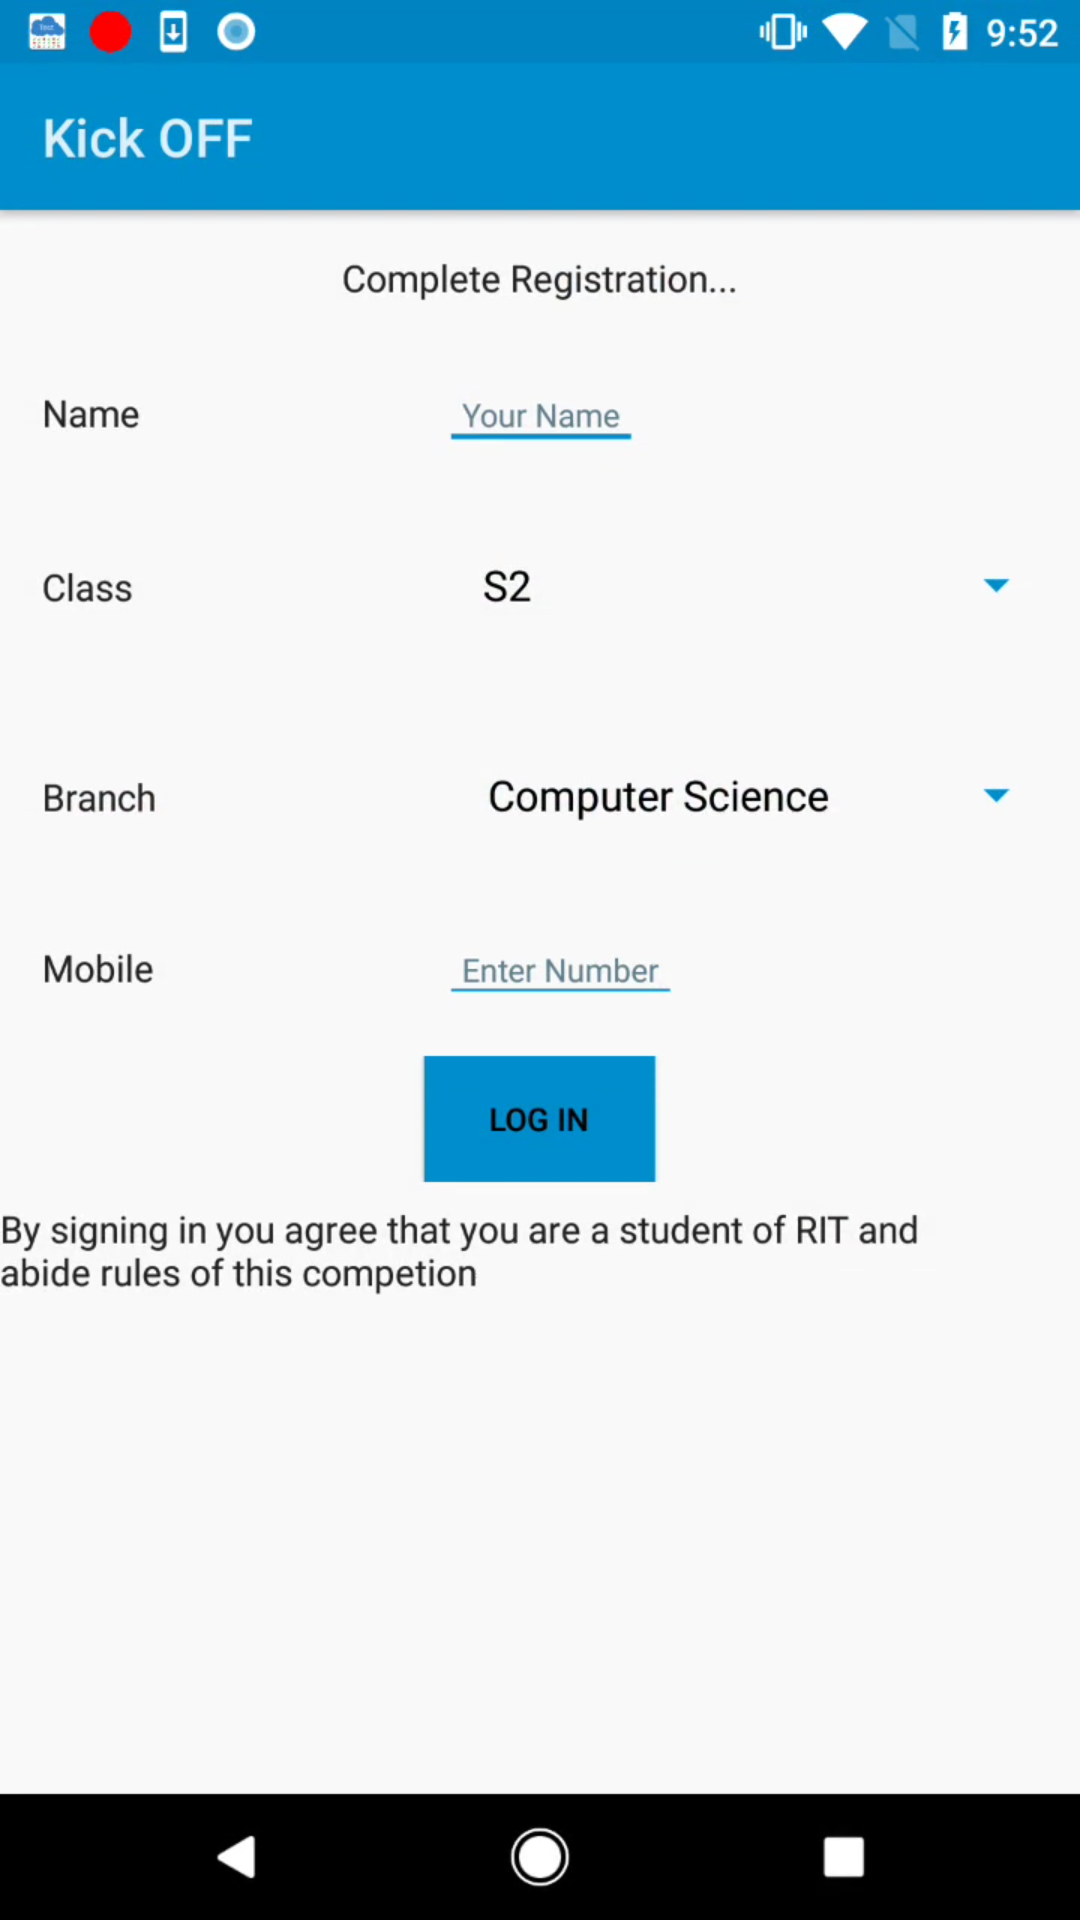 9:52
Kick OFF
Complete Registration...
Name
Your Name
Class
S2
Branch
Computer Science
Mobile
Enter Number
LOG IN
By signing in you agree that you are a student of RIT and
abide rules of this competion